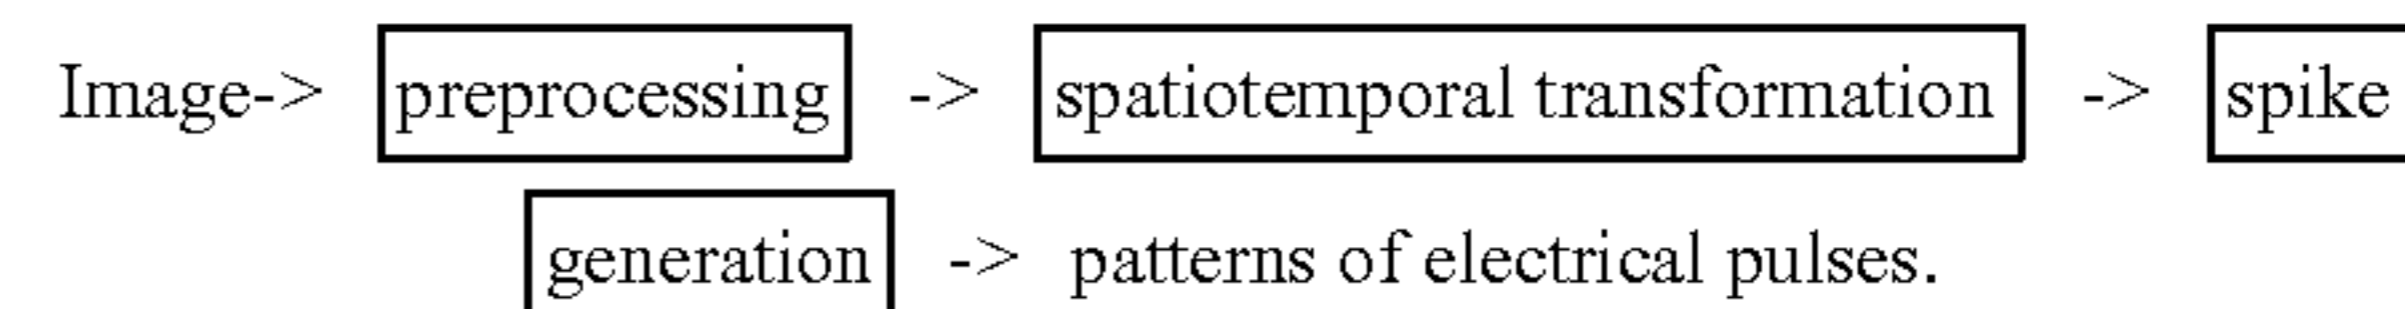 Image-> preprocessing -> spatiotemporal transformation -> spike
generation -> patterns of electrical pulses.